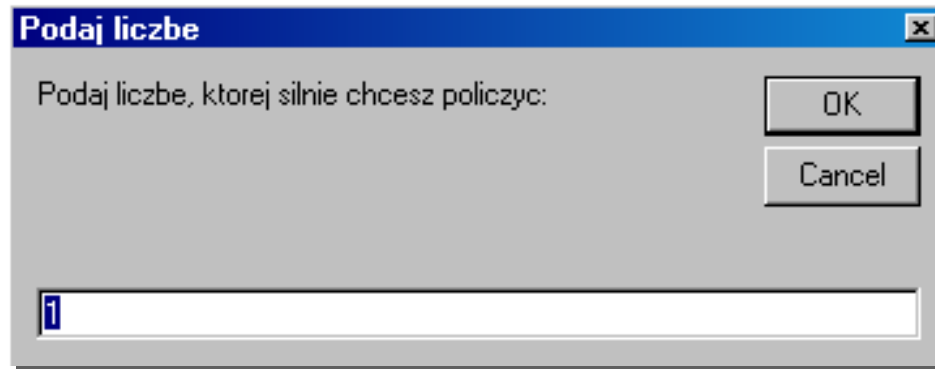 Podaj liczbe
Podaj liczbe, ktorej silnie chcesz policzyc:
OK
Cancel
1